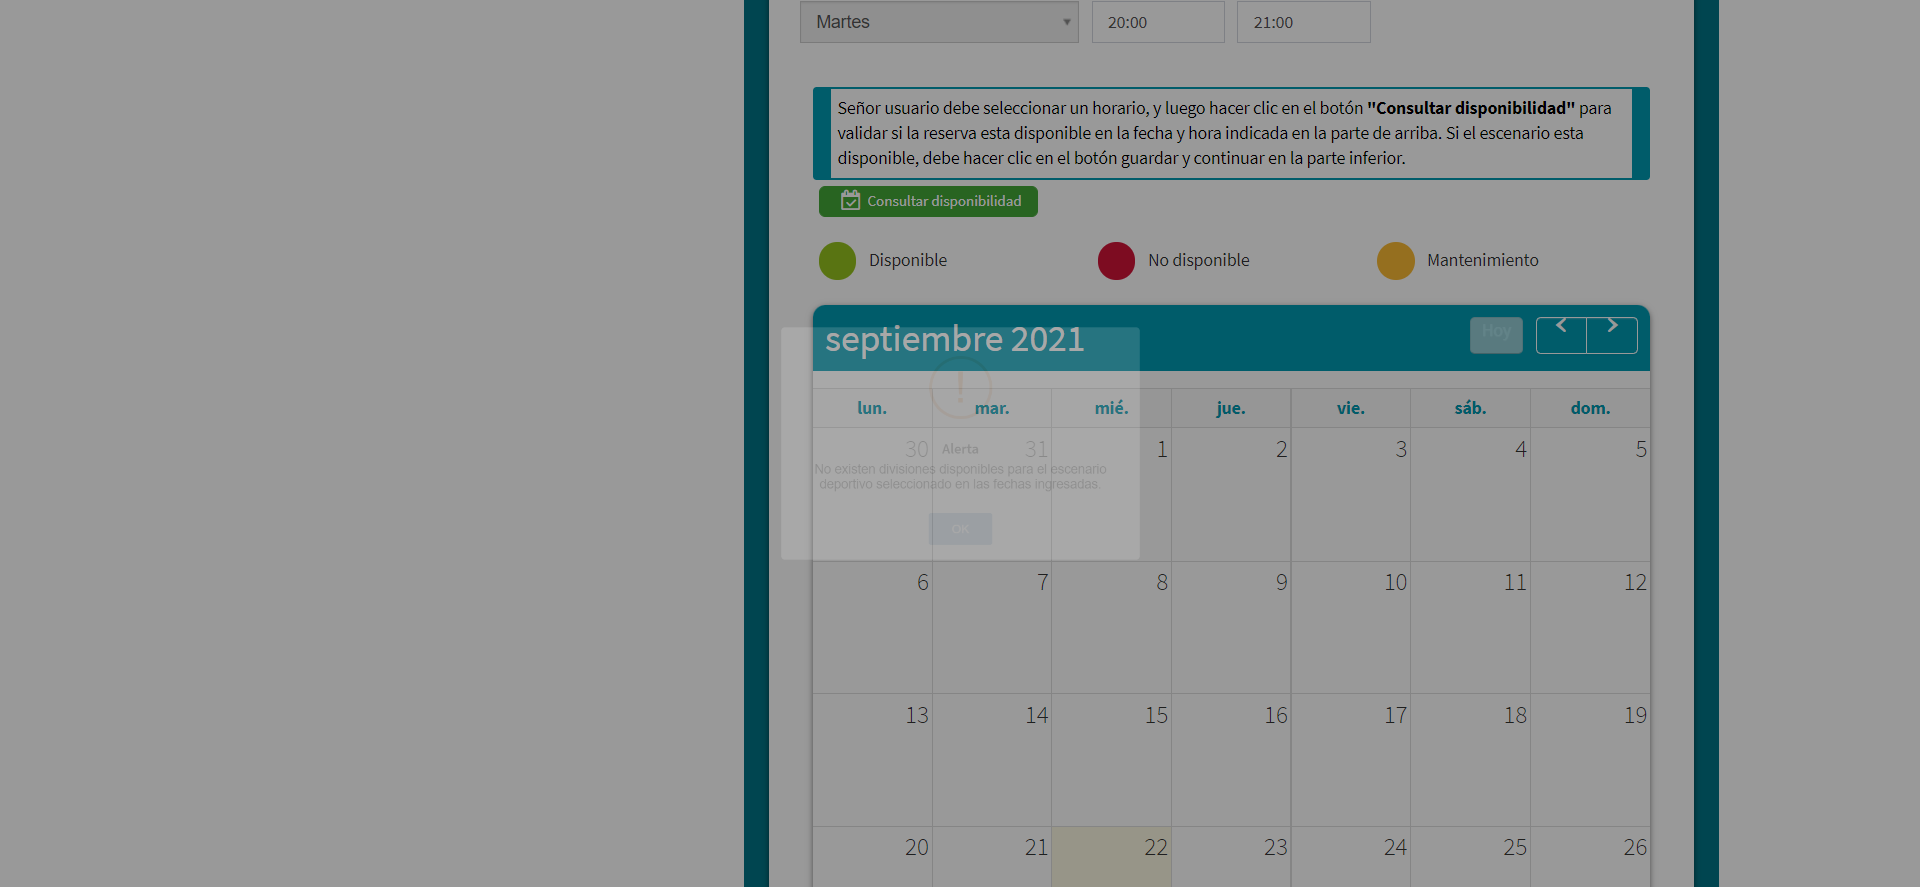 Martes 20:00 21:00
Señor usuario debe seleccionar un horario, y luego hacer clic en el botón "Consultar disponibilidad" para
validar si la reserva esta disponible en la fecha y hora indicada en la parte de arriba. Si el escenario esta
disponible, debe hacer clic en el botón guardar y continuar en la parte inferior.
Consultar disponibilidad
Disponible No disponible Mantenimiento
septiembre 2021 Hoy
lun. mar. mié. jue. vie. sáb. dom.
30 31 1 2 3 4 5
Alerta
No existen divisiones disponibles para el escenario
deportivo seleccionado en las fechas ingresadas.
OK
6 7 8 9 10 11 12
13 14 15 16 17 18 19
20 21 22 23 24 25 26